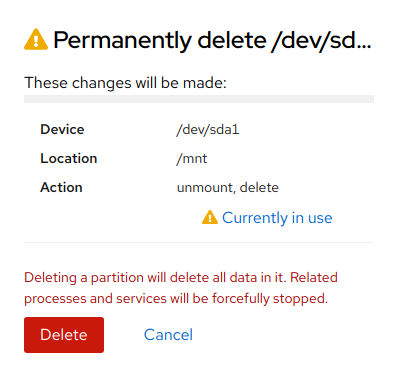 Permanently delete /dev/sd...
These changes will be made:
Device /dev/sda1
Location /mnt
Action unmount, delete
Currently in use
Deleting a partition will delete all data in it. Related
processes and services will be forcefully stopped.
Delete Cancel